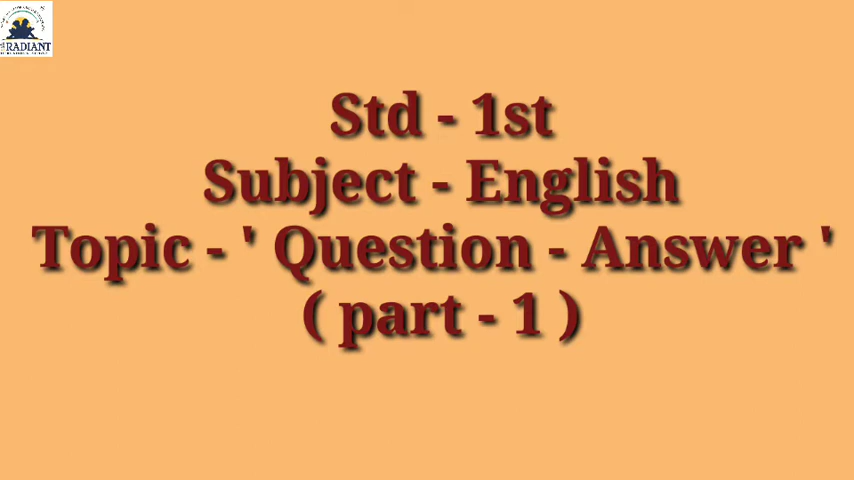 RADIANT
Std - 1st
Subject - English
Topic - ' Question - Answer '
( part - 1 )